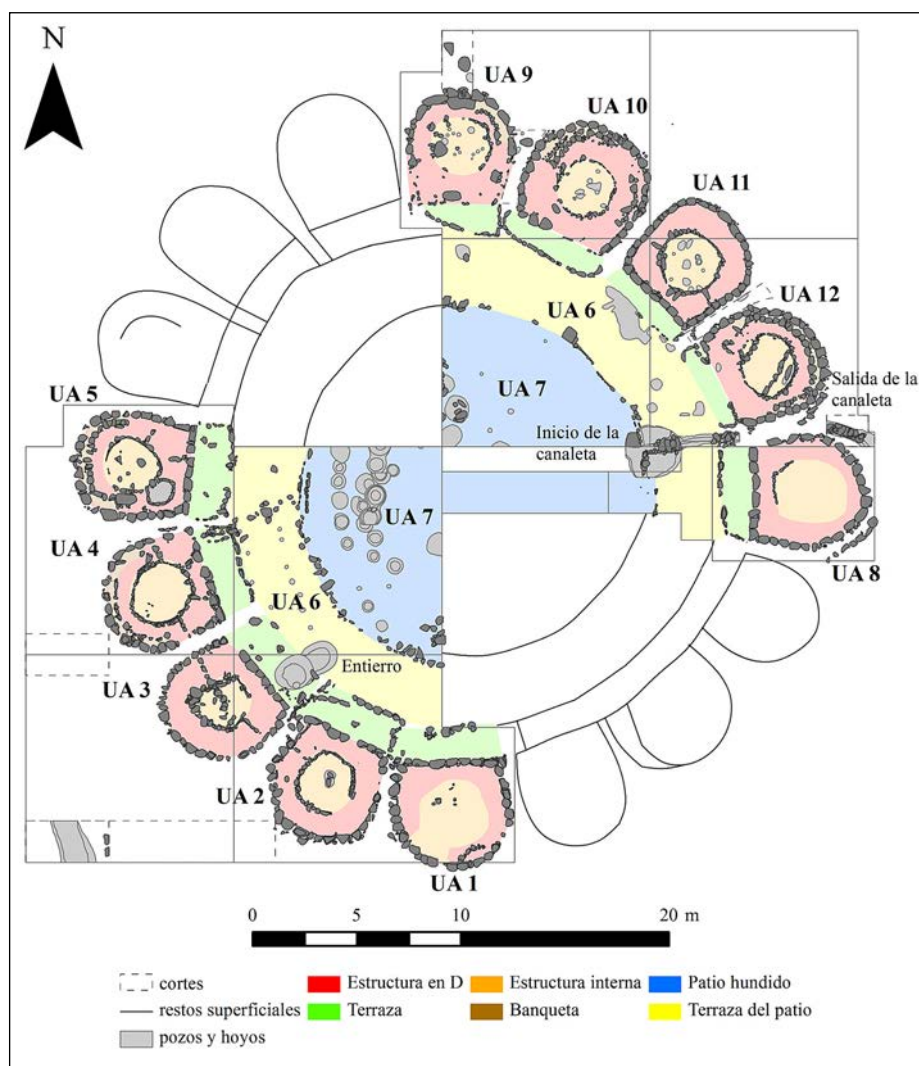 N
UA 9
UA 10
UA 11
UA 6
UA 12
UA 5
UA 7
Salida de la
canaleta
Inicio de la
canaleta
UA 7
UA 4
UA 6
UA 8
Entierro
UA 3
UA 2
UA 1
0 5 10 20 m
cortes
Estructura en D
Estructura interna
Patio hundido
restos superficiales
Terraza
Banqueta
Terraza del patio
pozos y hoyos